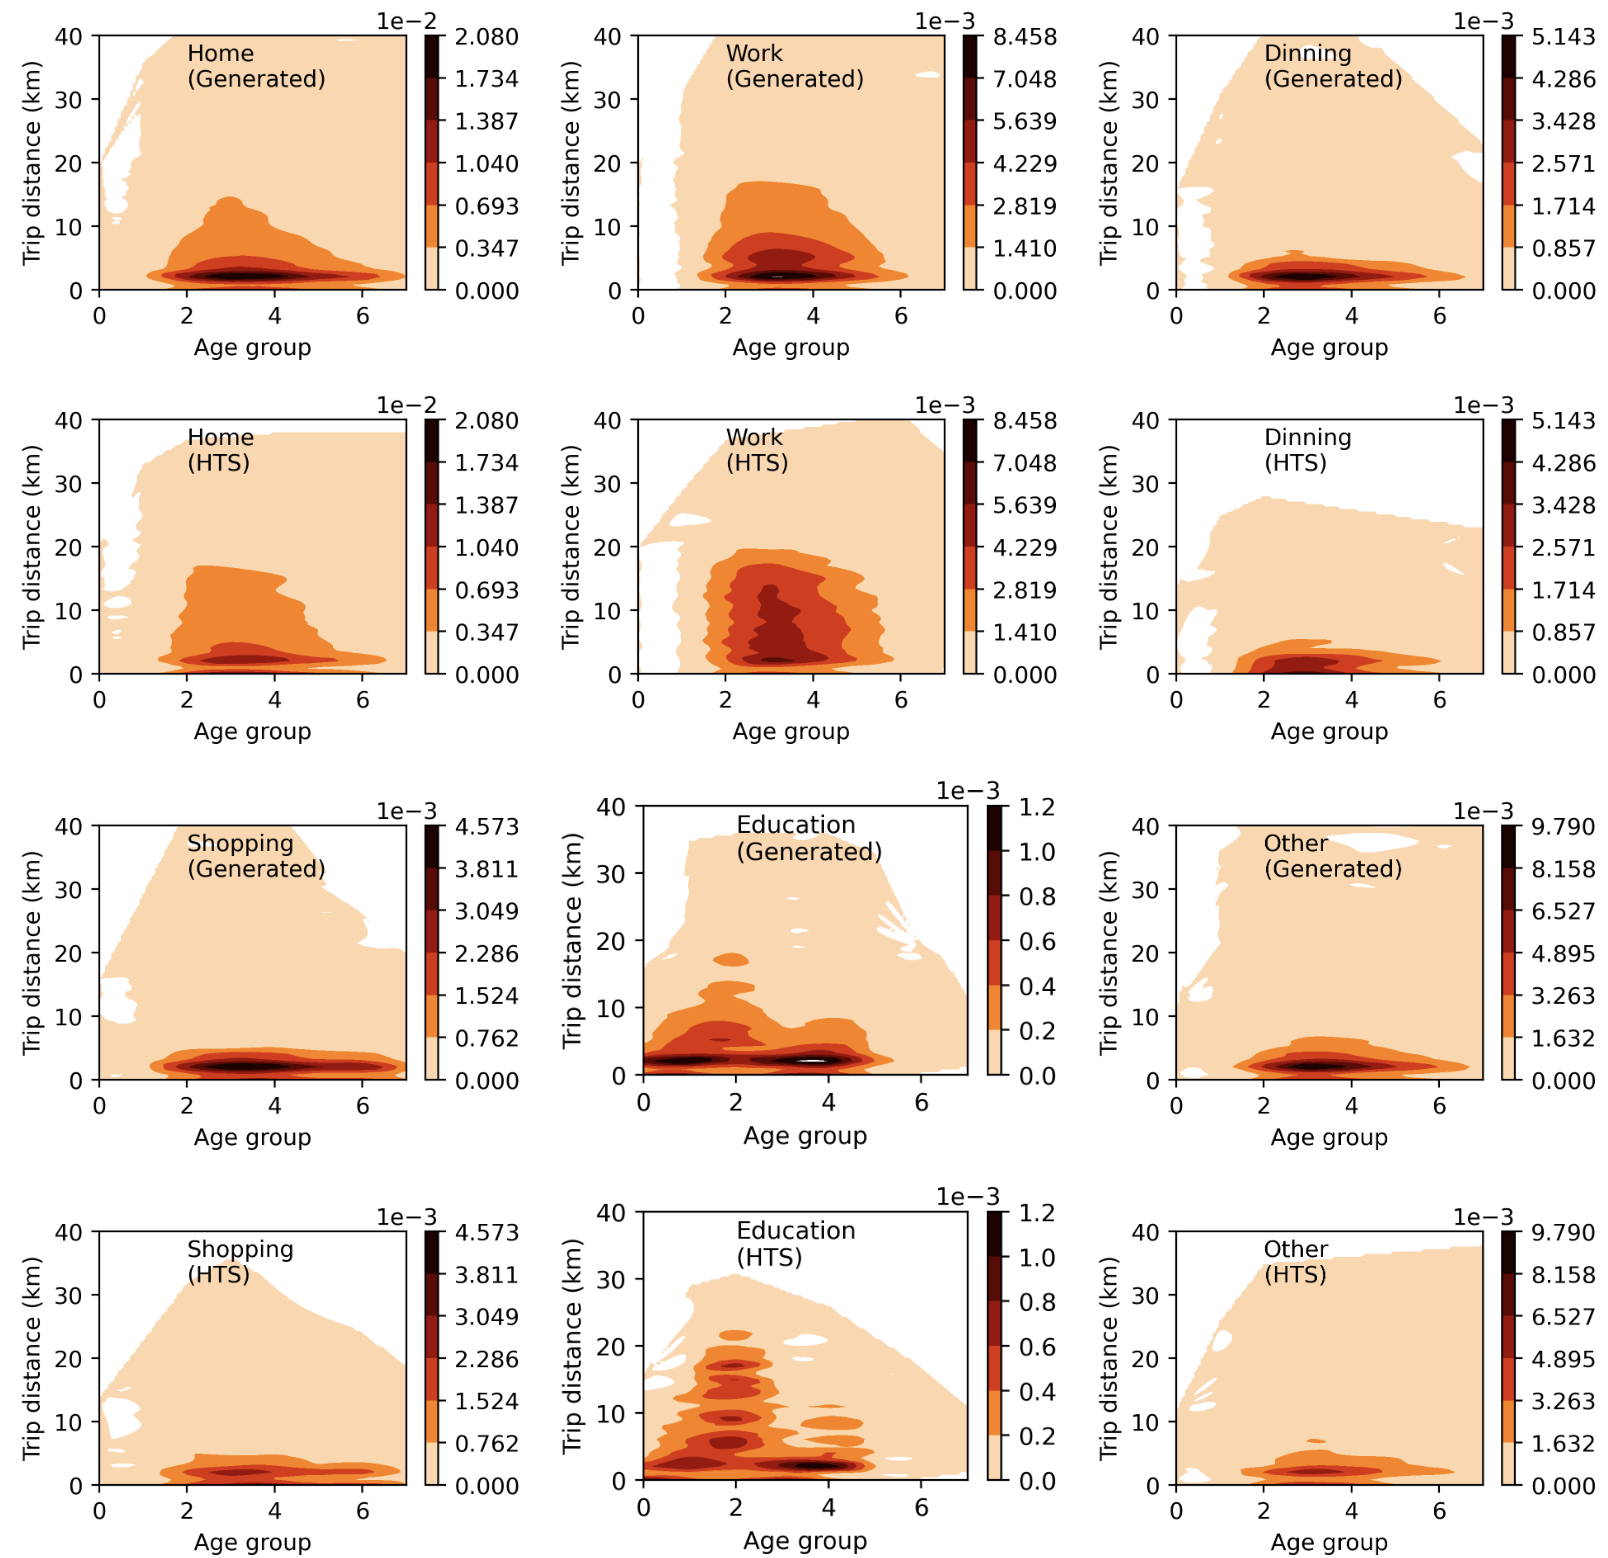 1e−2
Home
(Generated)
Trip distance (km)
40
30
20
10
0
0 2 4 6
Age group
2.080
1.734
1.387
1.040
0.693
0.347
0.000
1e−3
Work
(Generated)
Trip distance (km)
40
30
20
10
0
0 2 4 6
Age group
8.458
7.048
5.639
4.229
2.819
1.410
0.000
1e−3
Dinning
(Generated)
Trip distance (km)
40
30
20
10
0
0 2 4 6
Age group
5.143
4.286
3.428
2.571
1.714
0.857
0.000
1e−2
Home
(HTS)
Trip distance (km)
40
30
20
10
0
0 2 4 6
Age group
2.080
1.734
1.387
1.040
0.693
0.347
0.000
1e−3
Work
(HTS)
Trip distance (km)
40
30
20
10
0
0 2 4 6
Age group
8.458
7.048
5.639
4.229
2.819
1.410
0.000
1e−3
Dinning
(HTS)
Trip distance (km)
40
30
20
10
0
0 2 4 6
Age group
5.143
4.286
3.428
2.571
1.714
0.857
0.000
1e−3
Shopping
(Generated)
Trip distance (km)
40
30
20
10
0
0 2 4 6
Age group
4.573
3.811
3.049
2.286
1.524
0.762
0.000
1e−3
Education
(Generated)
Trip distance (km)
40
30
20
10
0
0 2 4 6
Age group
1.2
1.0
0.8
0.6
0.4
0.2
0.0
1e−3
Other
(Generated)
Trip distance (km)
40
30
20
10
0
0 2 4 6
Age group
9.790
8.158
6.527
4.895
3.263
1.632
0.000
1e−3
Shopping
(HTS)
Trip distance (km)
40
30
20
10
0
0 2 4 6
Age group
4.573
3.811
3.049
2.286
1.524
0.762
0.000
1e−3
Education
(HTS)
Trip distance (km)
40
30
20
10
0
0 2 4 6
Age group
1.2
1.0
0.8
0.6
0.4
0.2
0.0
1e−3
Other
(HTS)
Trip distance (km)
40
30
20
10
0
0 2 4 6
Age group
9.790
8.158
6.527
4.895
3.263
1.632
0.000